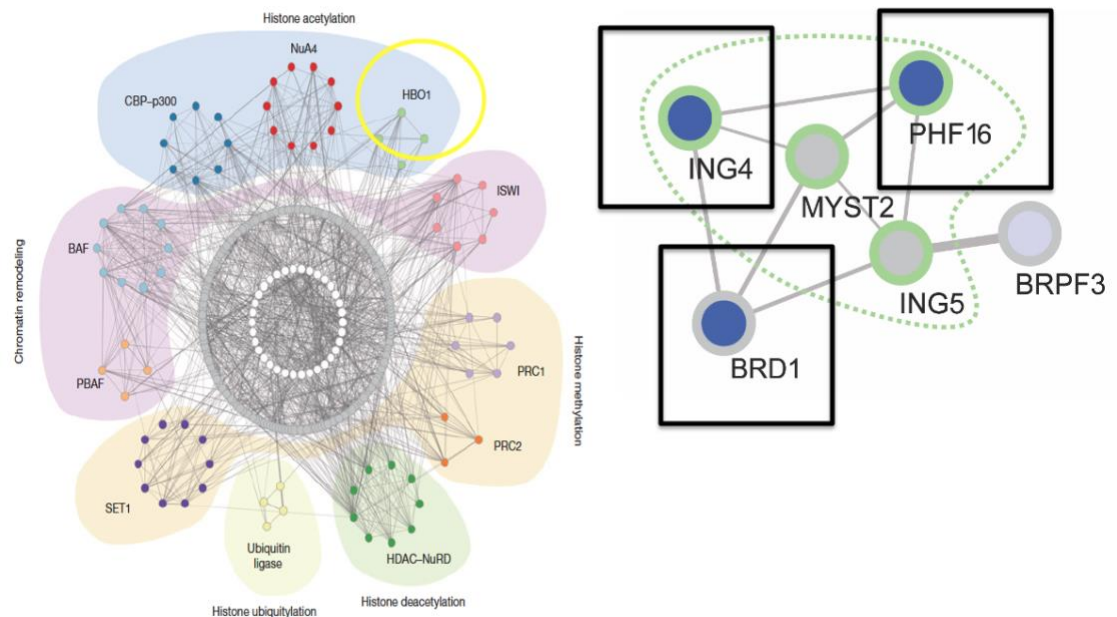 Histone acetylation
NuA4
CBP–p300
HBO1
ISWI
BAF
Chromatin remodeling
PBAF
PRC1
PRC2
Histone methylation
SET1
Ubiquitin
ligase
HDAC–NuRD
Histone ubiquitylation
Histone deacetylation
PHF16
ING4
MYST2
ING5
BRPF3
BRD1